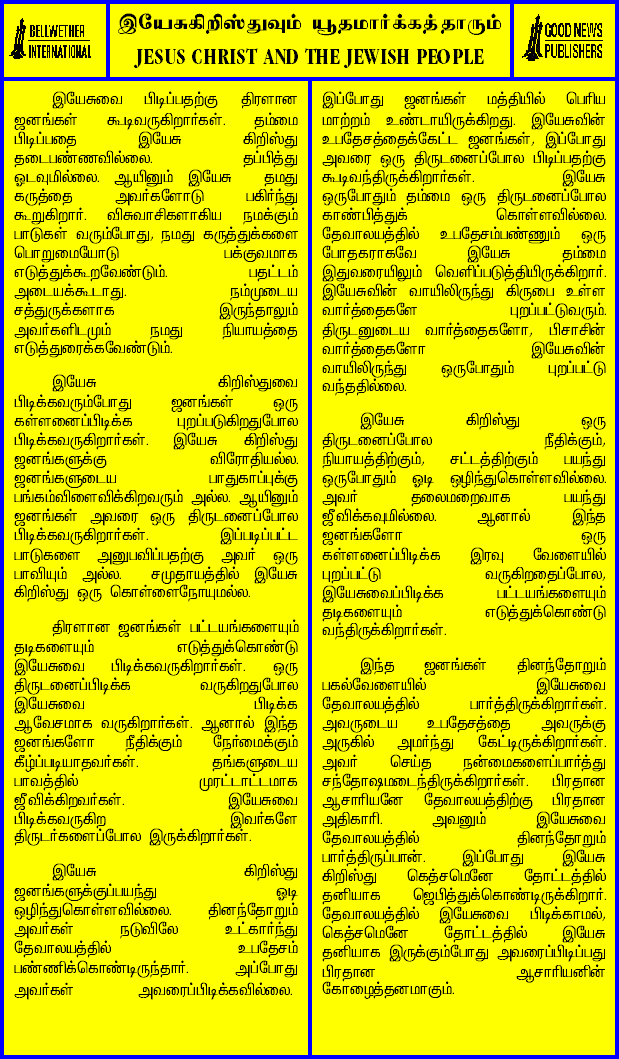 BELLWETHER
INTERNATIONAL
இயேசுகிறிஸ்துவும் யூதமார்க்கத்தாரும்
JESUS CHRIST AND THE JEWISH PEOPLE
GOOD NEWS
PUBLISHERS
இயேசுவை பிடிப்பதற்கு திரளான
ஜனங்கள் கூடிவருகிறார்கள். தம்மை
பிடிப்பதை இயேசு கிறிஸ்து
தடைபண்ணவில்லை. தப்பித்து
ஓடவுமில்லை. ஆயினும் இயேசு தமது
கருத்தை அவர்களோடு பகிர்ந்து
கூறுகிறார். விசுவாசிகளாகிய நமக்கும்
பாடுகள் வரும்போது, நமது கருத்துக்களை
பொறுமையோடு பக்குவமாக
எடுத்துக்கூறவேண்டும். பதட்டம்
அடையக்கூடாது. நம்முடைய
சத்துருக்களாக இருந்தாலும்
அவர்களிடமும் நமது நியாயத்தை
எடுத்துரைக்கவேண்டும்.
இயேசு கிறிஸ்துவை
பிடிக்கவரும்போது ஜனங்கள் ஒரு
கள்ளனைப்பிடிக்க புறப்படுகிறதுபோல
பிடிக்கவருகிறார்கள். இயேசு கிறிஸ்து
ஜனங்களுக்கு விரோதியல்ல.
ஜனங்களுடைய பாதுகாப்புக்கு
பங்கம்விளைவிக்கிறவரும் அல்ல. ஆயினும்
ஜனங்கள் அவரை ஒரு திருடனைப்போல
பிடிக்கவருகிறார்கள். இப்படிப்பட்ட
பாடுகளை அனுபவிப்பதற்கு அவர் ஒரு
பாவியும் அல்ல. சமுதாயத்தில் இயேசு
கிறிஸ்து ஒரு கொள்ளைநோயுமல்ல.
திரளான ஜனங்கள் பட்டயங்களையும்
தடிகளையும் எடுத்துக்கொண்டு
இயேசுவை பிடிக்கவருகிறார்கள். ஒரு
திருடனைப்பிடிக்க வருகிறதுபோல
இயேசுவை பிடிக்க
ஆவேசமாக வருகிறார்கள். ஆனால் இந்த
ஜனங்களோ நீதிக்கும் நேர்மைக்கும்
கீழ்ப்படியாதவர்கள். தங்களுடைய
பாவத்தில் முரட்டாட்டமாக
ஜீவிக்கிறவர்கள். இயேசுவை
பிடிக்கவருகிற இவர்களே
திருடர்களைப்போல இருக்கிறார்கள்.
இயேசு கிறிஸ்து
ஜனங்களுக்குப்பயந்து ஓடி
ஒழிந்துகொள்ளவில்லை. தினந்தோறும்
அவர்கள் நடுவிலே உட்கார்ந்து
தேவாலயத்தில் உபதேசம்
பண்ணிக்கொண்டிருந்தார். அப்போது
அவர்கள் அவரைப்பிடிக்கவில்லை.
இப்போது ஜனங்கள் மத்தியில் பெரிய
மாற்றம் உண்டாயிருக்கிறது. இயேசுவின்
உபதேசத்தைக்கேட்ட ஜனங்கள், இப்போது
அவரை ஒரு திருடனைப்போல பிடிப்பதற்கு
கூடிவந்திருக்கிறார்கள். இயேசு
ஒருபோதும் தம்மை ஒரு திருடனைப்போல
காண்பித்துக் கொள்ளவில்லை.
தேவாலயத்தில் உபதேசம்பண்ணும் ஒரு
போதகராகவே இயேசு தம்மை
இதுவரையிலும் வெளிப்படுத்தியிருக்கிறார்.
இயேசுவின் வாயிலிருந்து கிருபை உள்ள
வார்த்தைகளே புறப்பட்டுவரும்.
திருடனுடைய வார்த்தைகளோ, பிசாசின்
வார்த்தைகளோ இயேசுவின்
வாயிலிருந்து ஒருபோதும் புறப்பட்டு
வந்ததில்லை.
இயேசு கிறிஸ்து ஒரு
திருடனைப்போல நீதிக்கும்,
நியாயத்திற்கும், சட்டத்திற்கும் பயந்து
ஒருபோதும் ஓடி ஒழிந்துகொள்ளவில்லை.
அவர் தலைமறைவாக பயந்து
ஜீவிக்கவுமில்லை. ஆனால் இந்த
ஜனங்களோ ஒரு
கள்ளனைப்பிடிக்க இரவு வேளையில்
புறப்பட்டு வருகிறதைப்போல,
இயேசுவைப்பிடிக்க பட்டயங்களையும்
தடிகளையும் எடுத்துக்கொண்டு
வந்திருக்கிறார்கள்.
இந்த ஜனங்கள் தினந்தோறும்
பகல்வேளையில் இயேசுவை
தேவாலயத்தில் பார்த்திருக்கிறார்கள்.
அவருடைய உபதேசத்தை அவருக்கு
அருகில் அமர்ந்து கேட்டிருக்கிறார்கள்.
அவர் செய்த நன்மைகளைப்பார்த்து
சந்தோஷமடைந்திருக்கிறார்கள். பிரதான
ஆசாரியனே தேவாலயத்திற்கு பிரதான
அதிகாரி. அவனும் இயேசுவை
தேவாலயத்தில் தினந்தோறும்
பார்த்திருப்பான். இப்போது இயேசு
கிறிஸ்து கெத்சமெனே தோட்டத்தில்
தனியாக ஜெபித்துக்கொண்டிருக்கிறார்.
தேவாலயத்தில் இயேசுவை பிடிக்காமல்,
கெத்சமெனே தோட்டத்தில் இயேசு
தனியாக இருக்கும்போது அவரைப்பிடிப்பது
பிரதான ஆசாரியனின்
கோழைத்தனமாகும்.